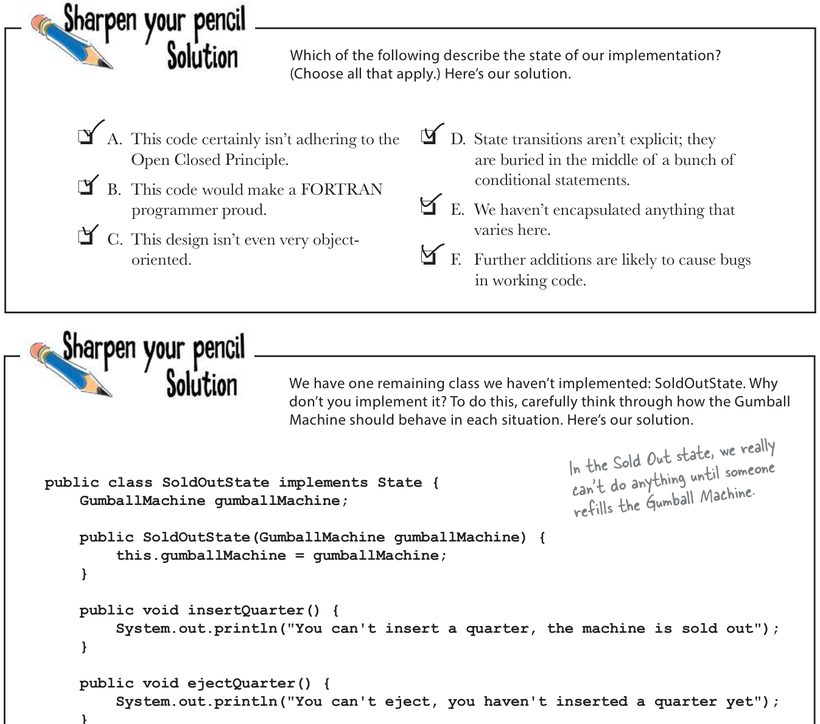 Sharpen your pencil
Solution
Which of the following describe the state of our implementation?
(Choose all that apply.) Here's our solution.
A. This code certainly isn't adhering to the
Open Closed Principle.
B. This code would make a FORTRAN
programmer proud.
C. This design isn't even very object-
oriented.
D. State transitions aren't explicit; they
are buried in the middle of a bunch of
conditional statements.
E. We haven't encapsulated anything that
varies here.
F. Further additions are likely to cause bugs
in working code.
Sharpen your pencil
Solution
We have one remaining class we haven't implemented: SoldOutState. Why
don't you implement it? To do this, carefully think through how the Gumball
Machine should behave in each situation. Here's our solution.
In the Sold Out state, we really
can't do anything until someone
refills the Gumball Machine.
public class SoldOutState implements State {
    GumballMachine gumballMachine;
    public SoldOutState(GumballMachine gumballMachine) {
        this.gumballMachine = gumballMachine;
    }
    public void insertQuarter() {
        System.out.println("You can't insert a quarter, the machine is sold out");
    }
    public void ejectQuarter() {
        System.out.println("You can't eject, you haven't inserted a quarter yet");
    }